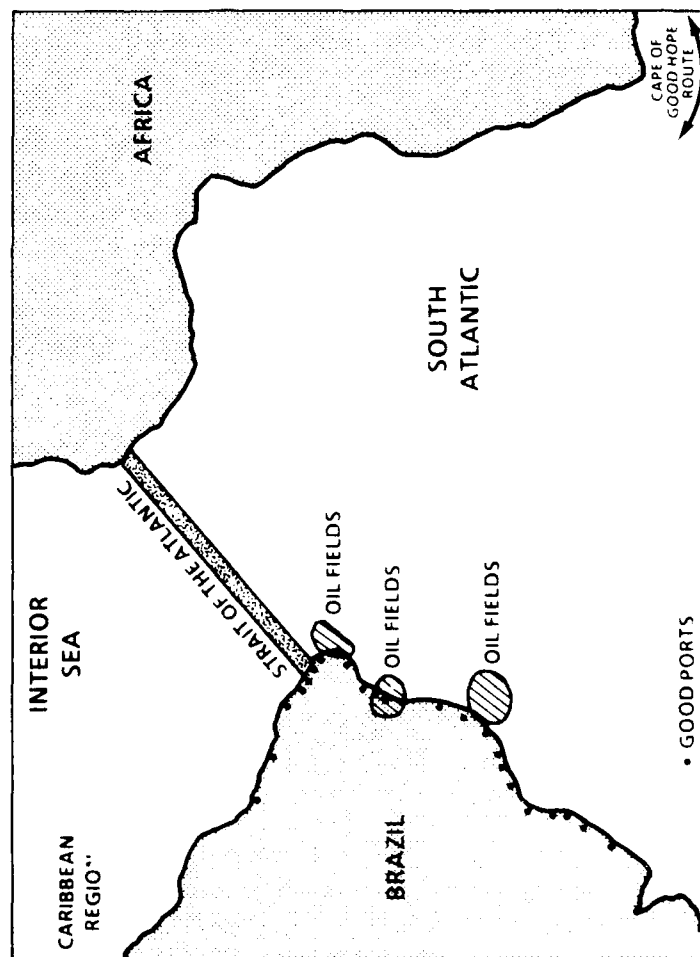 CARIBBEAN
REGION
INTERIOR
SEA
AFRICA
STRAIT OF THE ATLANTIC
OIL FIELDS
OIL FIELDS
OIL FIELDS
BRAZIL
SOUTH
ATLANTIC
CAPE OF
GOOD HOPE
ROUTE
• GOOD PORTS